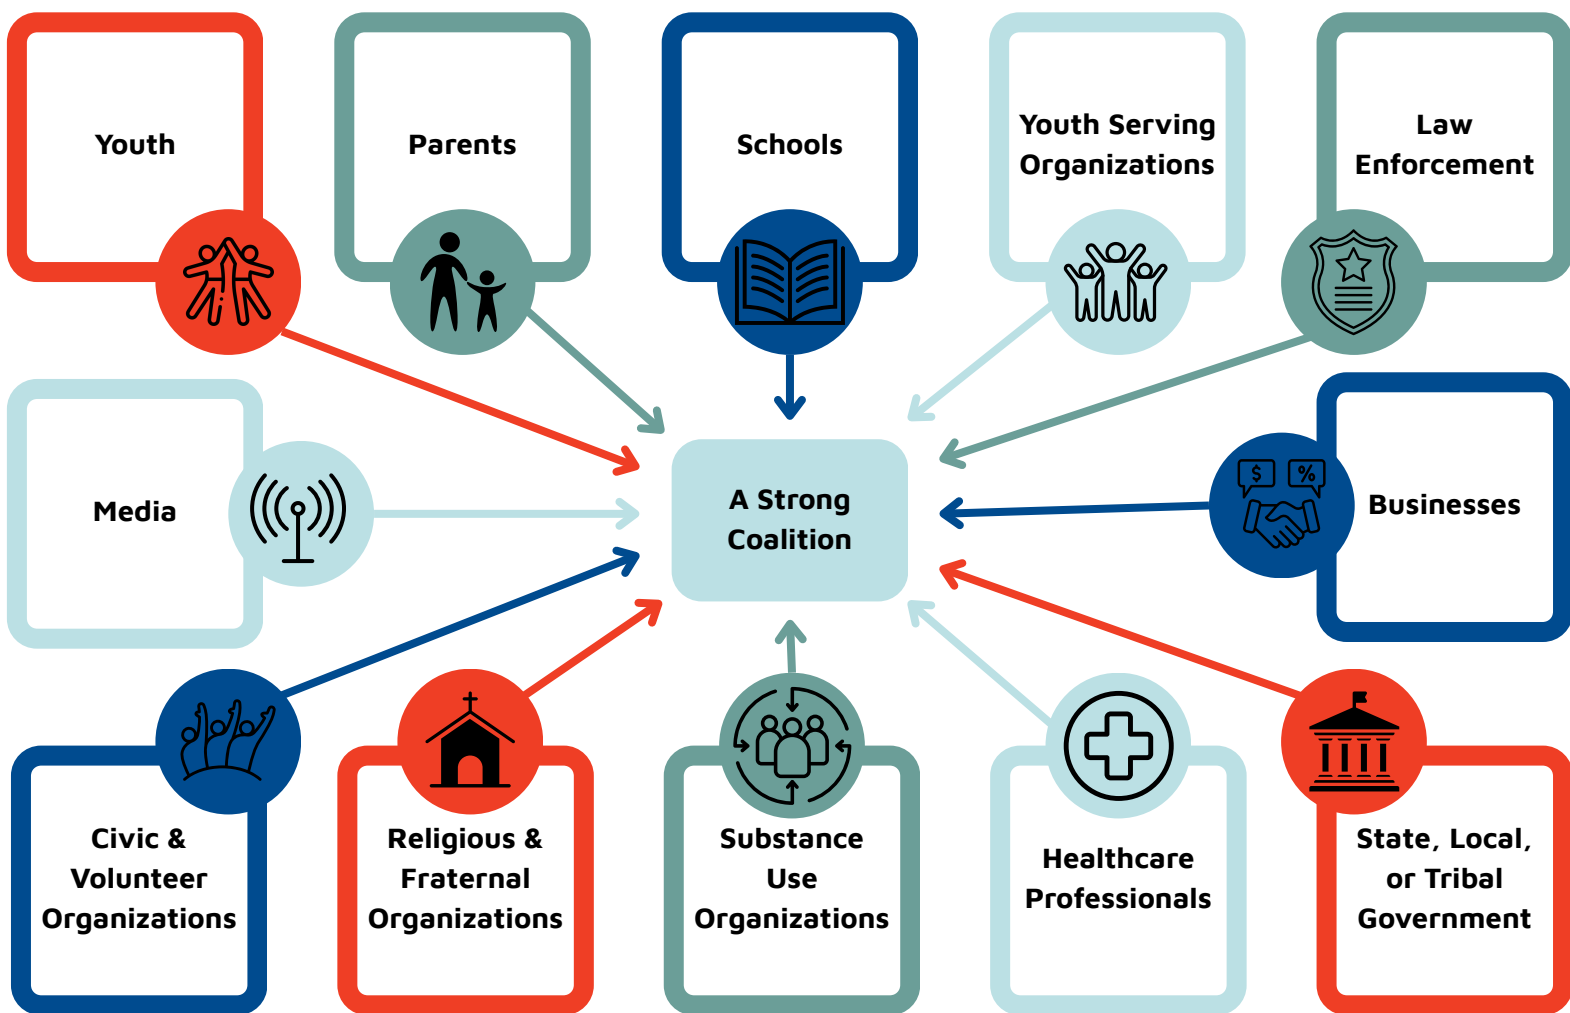 Youth
Parents
Schools
Youth Serving
Organizations
Law
Enforcement
Media
A Strong
Coalition
$ %
Businesses
Civic &
Volunteer
Organizations
Religious &
Fraternal
Organizations
Substance
Use
Organizations
Healthcare
Professionals
State, Local,
or Tribal
Government